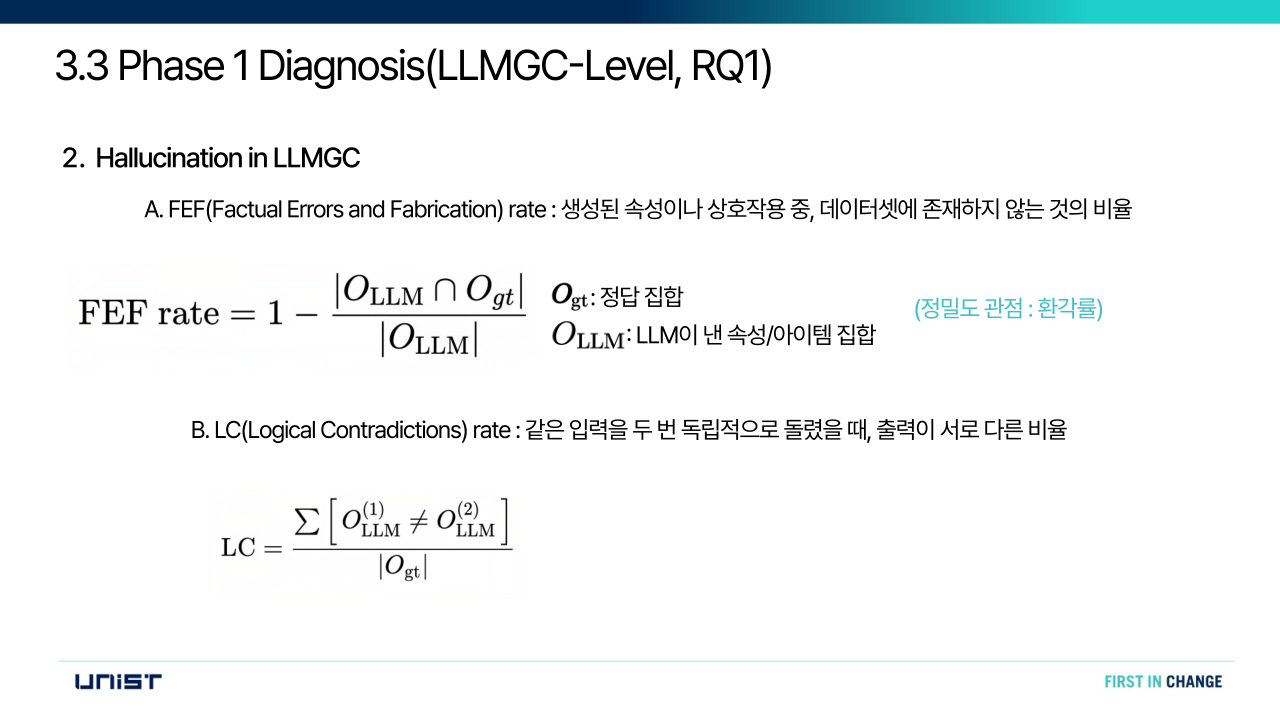 3.3 Phase 1 Diagnosis(LLMGC-Level, RQ1)
2. Hallucination in LLMGC
A. FEF(Factual Errors and Fabrication) rate : 생성된 속성이나 상호작용 중, 데이터셋에 존재하지 않는 것의 비율
FEF rate = 1 − |O_LLM ∩ O_gt| / |O_LLM|
O_gt : 정답 집합
O_LLM: LLM이 낸 속성/아이템 집합
(정밀도 관점 : 환각률)
B. LC(Logical Contradictions) rate : 같은 입력을 두 번 독립적으로 돌렸을 때, 출력이 서로 다른 비율
LC = ∑ [ O_LLM^(1) ≠ O_LLM^(2) ] / |O_gt|
UNIST
FIRST IN CHANGE